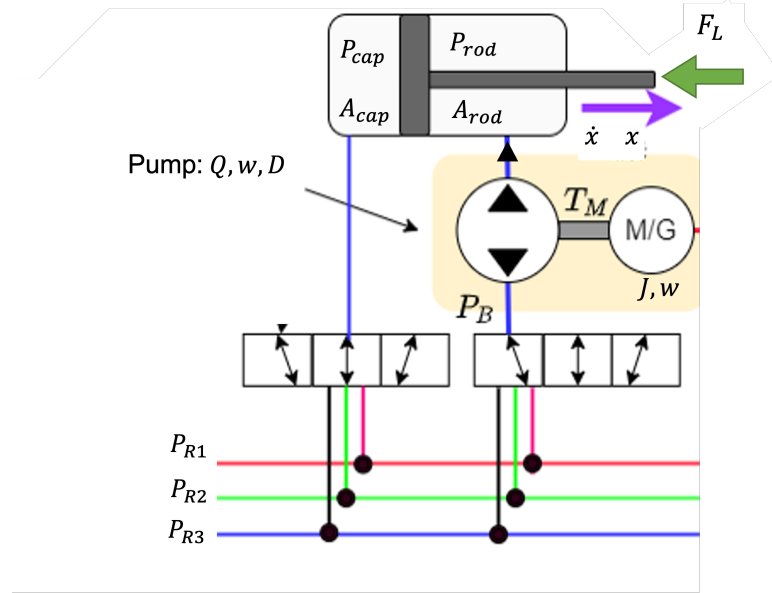 F_L
P_cap
P_rod
A_cap
A_rod
ẋ x
Pump: Q, w, D
T_M
M/G
J, w
P_B
P_R1
P_R2
P_R3